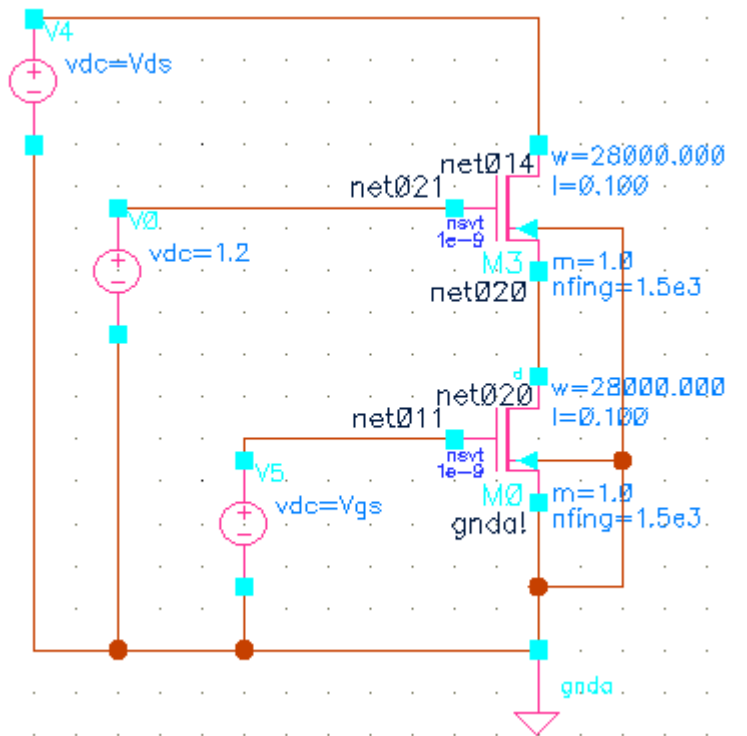 V4
vdc=Vds
net014
w=28000.000
l=0.100
net021
nsvt
1e-9
V0
vdc=1.2
M3
m=1.0
nfing=1.5e3
net020
d
w=28000.000
l=0.100
net020
net011
nsvt
1e-9
V5
vdc=Vgs
M0
m=1.0
nfing=1.5e3
gnda!
gnda